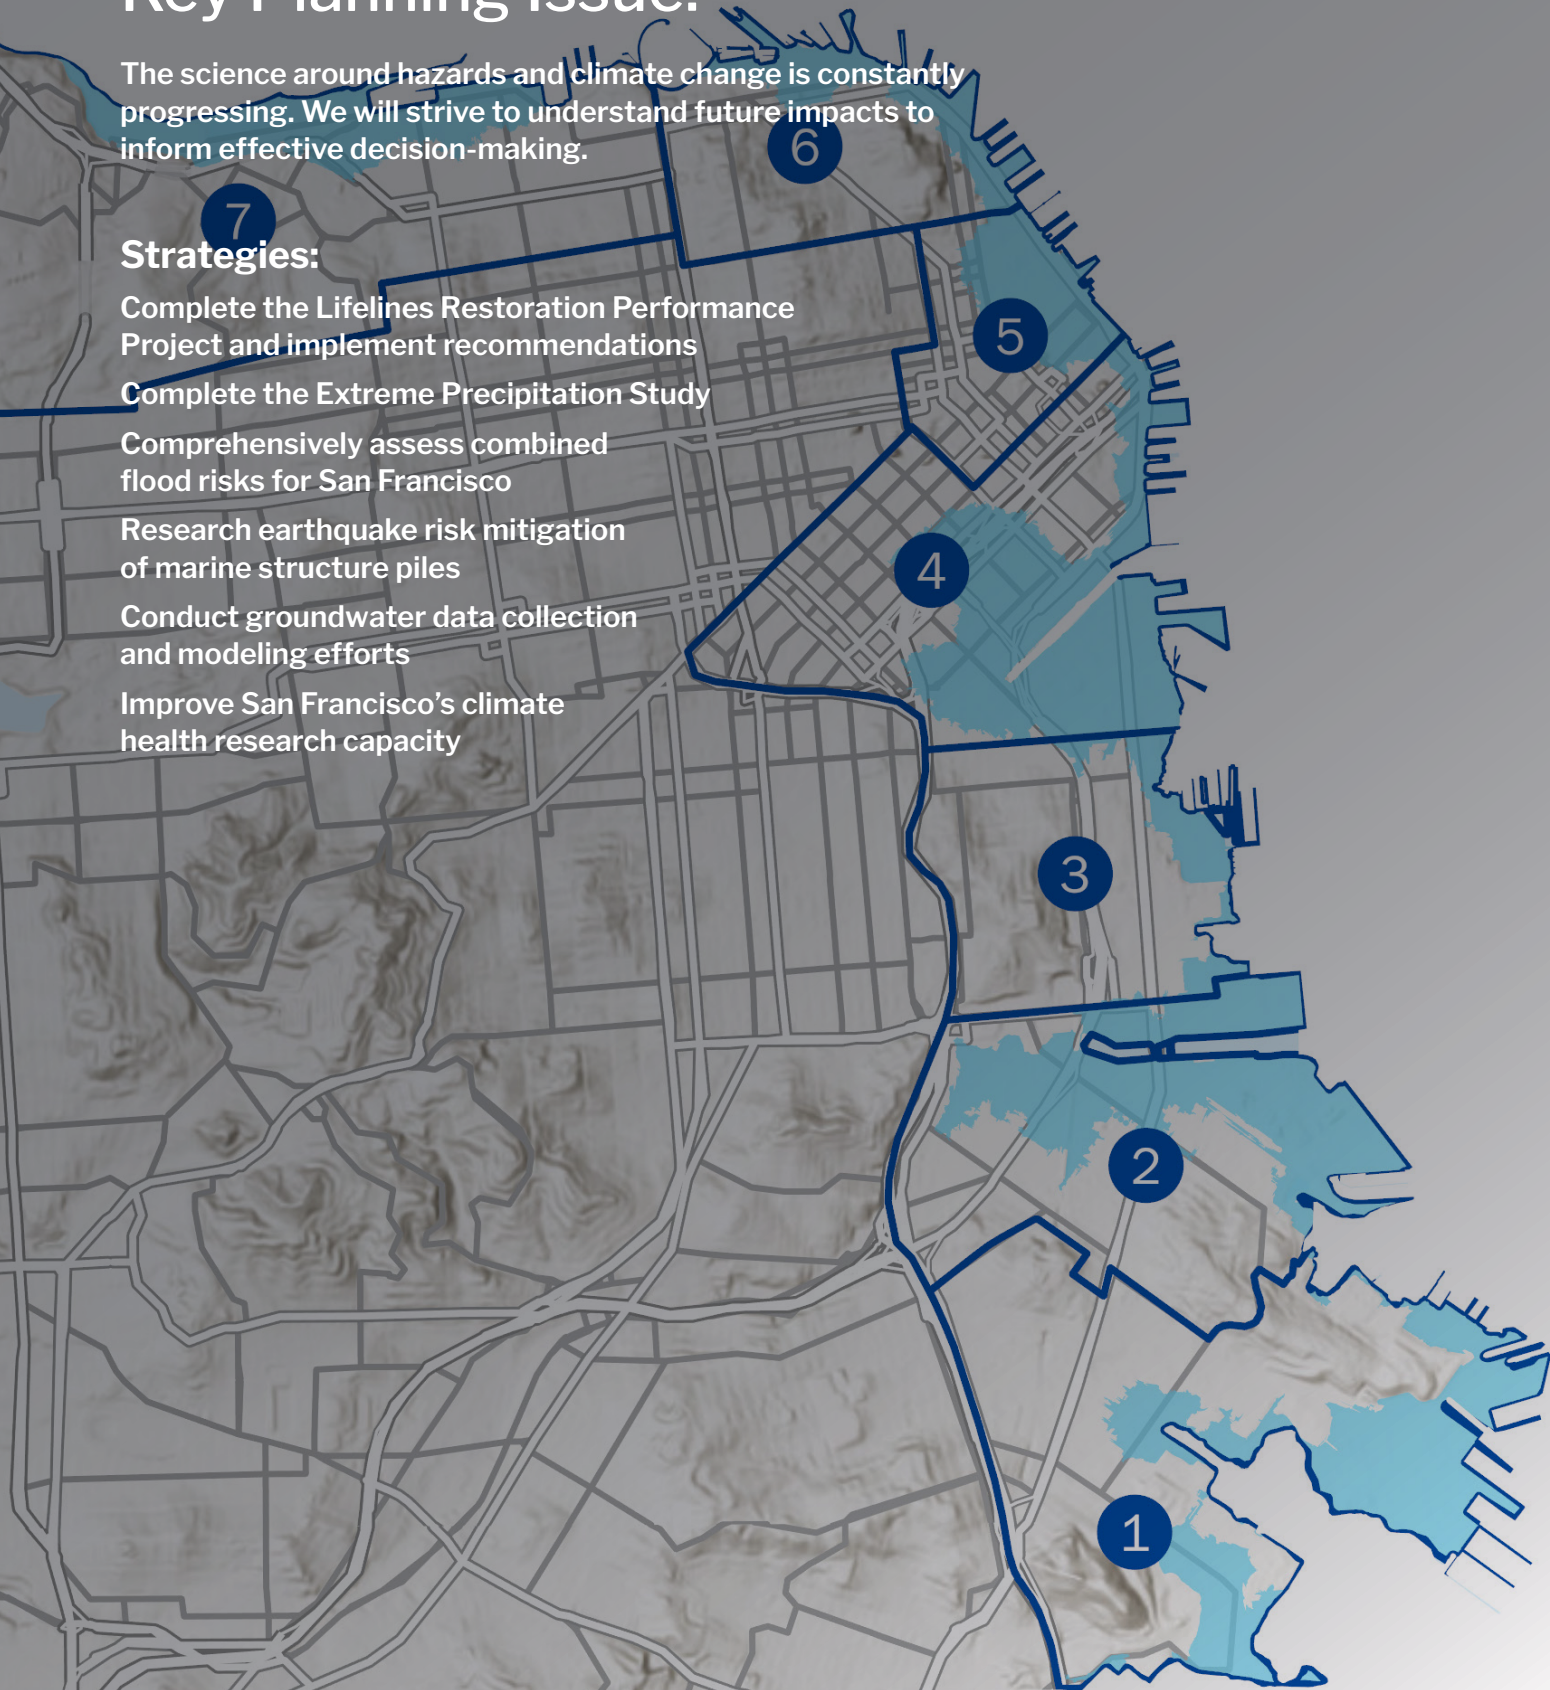 Key Planning Issue:
The science around hazards and climate change is constantly
progressing. We will strive to understand future impacts to
inform effective decision-making.
6
7
Strategies:
Complete the Lifelines Restoration Performance
Project and implement recommendations
5
Complete the Extreme Precipitation Study
Comprehensively assess combined
flood risks for San Francisco
Research earthquake risk mitigation
of marine structure piles
4
Conduct groundwater data collection
and modeling efforts
Improve San Francisco’s climate
health research capacity
3
2
1